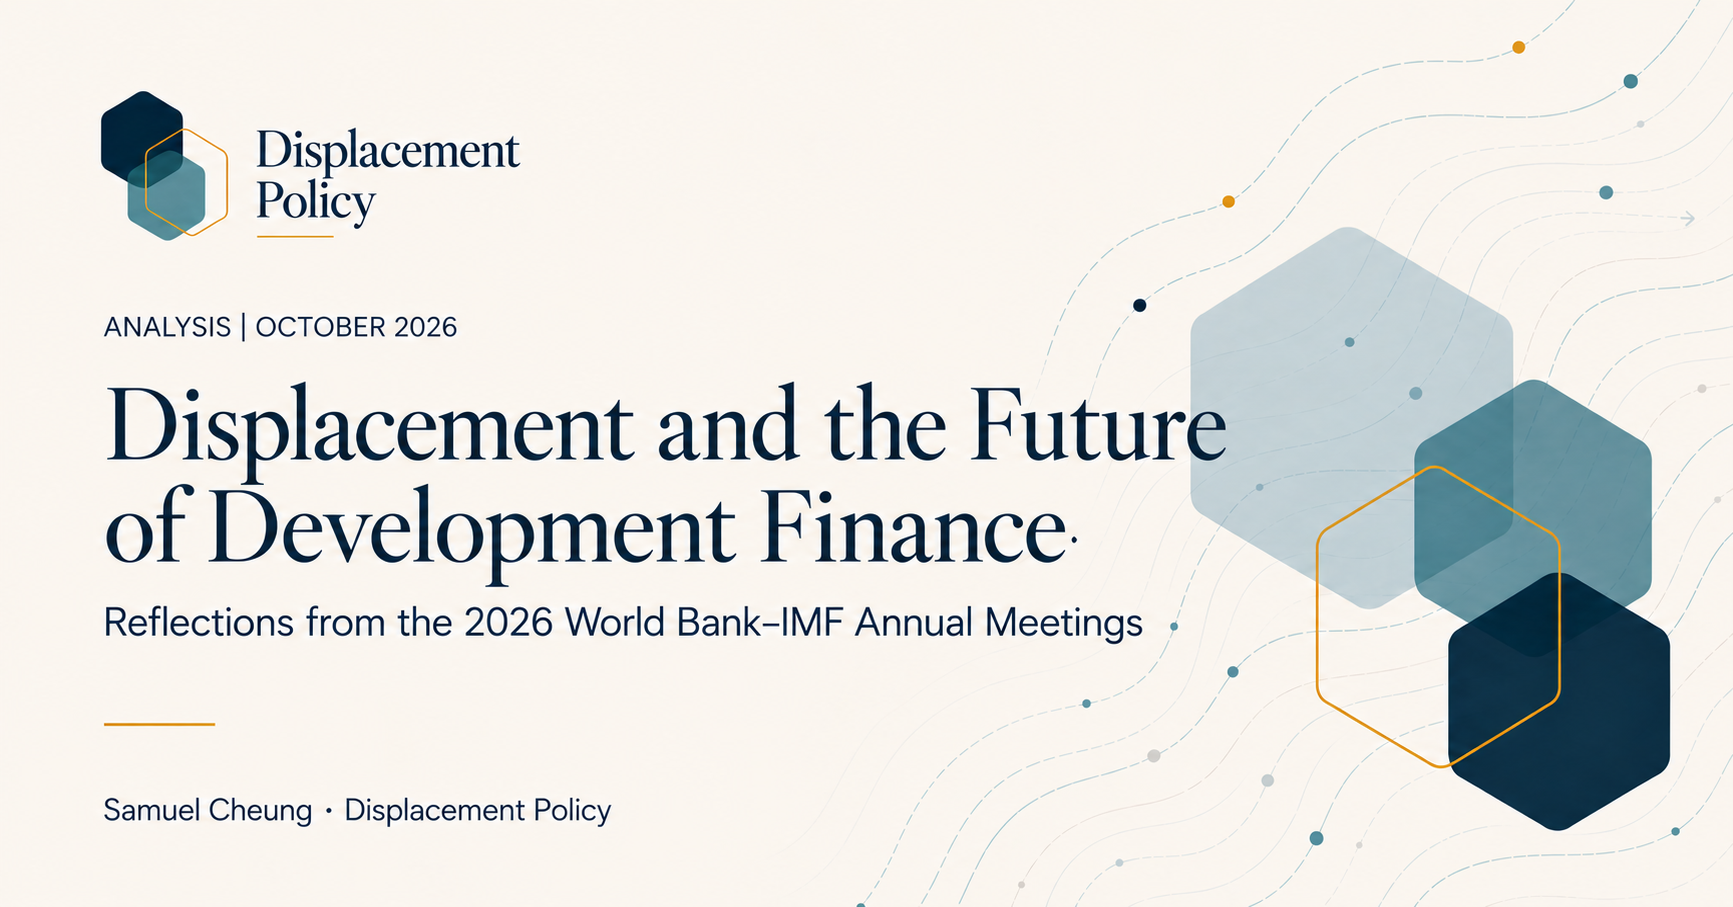 Displacement
Policy
ANALYSIS | OCTOBER 2026
Displacement and the Future
of Development Finance·
Reflections from the 2026 World Bank–IMF Annual Meetings
Samuel Cheung · Displacement Policy